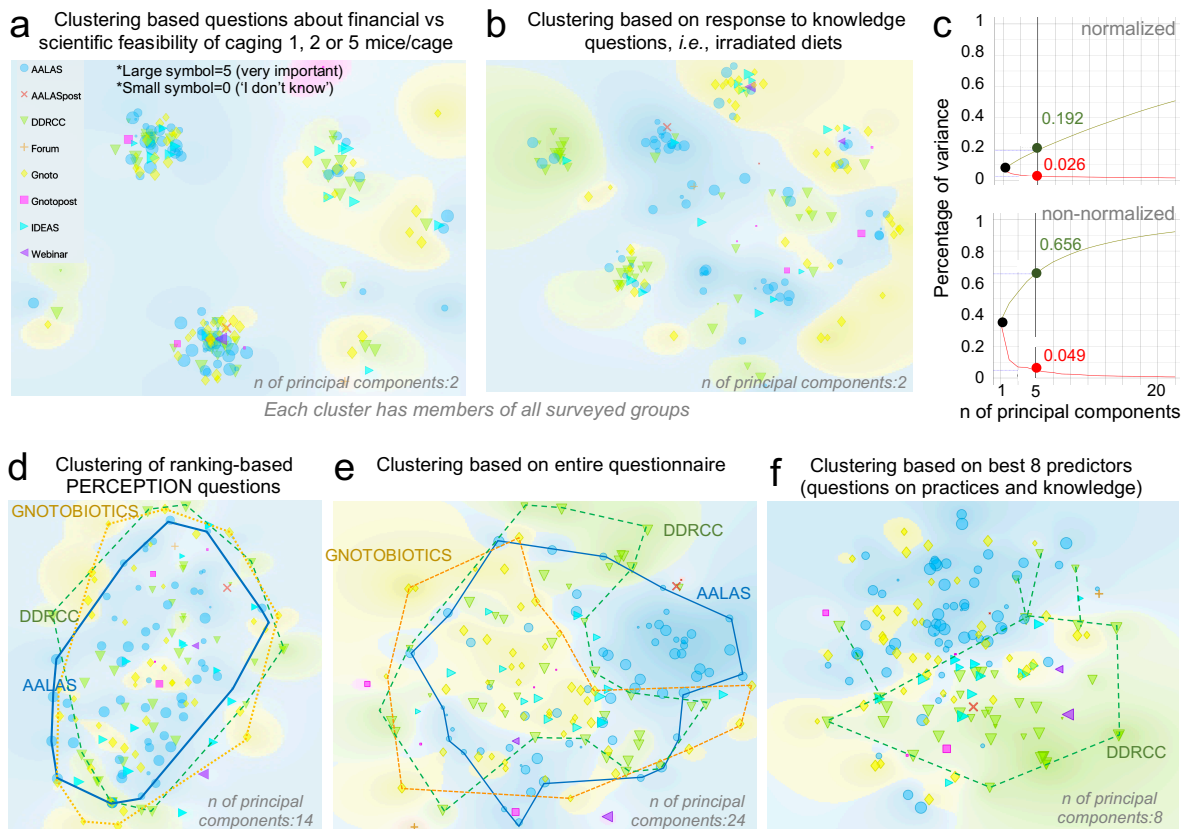 a
Clustering based questions about financial vs
scientific feasibility of caging 1, 2 or 5 mice/cage
AALAS
AALASpost
DDRCC
Forum
Gnoto
Gnotopost
IDEAS
Webinar
*Large symbol=5 (very important)
*Small symbol=0 (‘I don’t know’)
n of principal components:2
b
Clustering based on response to knowledge
questions, i.e., irradiated diets
n of principal components:2
Each cluster has members of all surveyed groups
c
Percentage of variance
normalized
1
0.8
0.6
0.4
0.2
0
0.192
0.026
non-normalized
1
0.8
0.6
0.4
0.2
0
0.656
0.049
1 5 20
n of principal components
d
Clustering of ranking-based
PERCEPTION questions
GNOTOBIOTICS
DDRCC
AALAS
n of principal
components:14
e
Clustering based on entire questionnaire
DDRCC
GNOTOBIOTICS
AALAS
n of principal
components:24
f
Clustering based on best 8 predictors
(questions on practices and knowledge)
DDRCC
n of principal
components:8